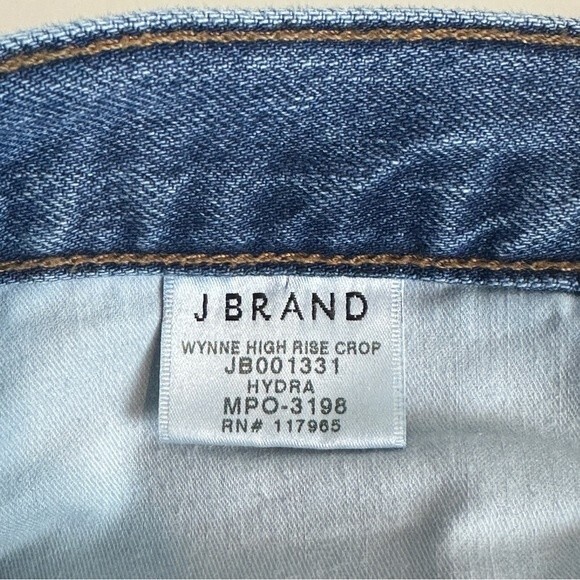 J BRAND
WYNNE HIGH RISE CROP
JB001331
HYDRA
MPO-3198
RN# 117965